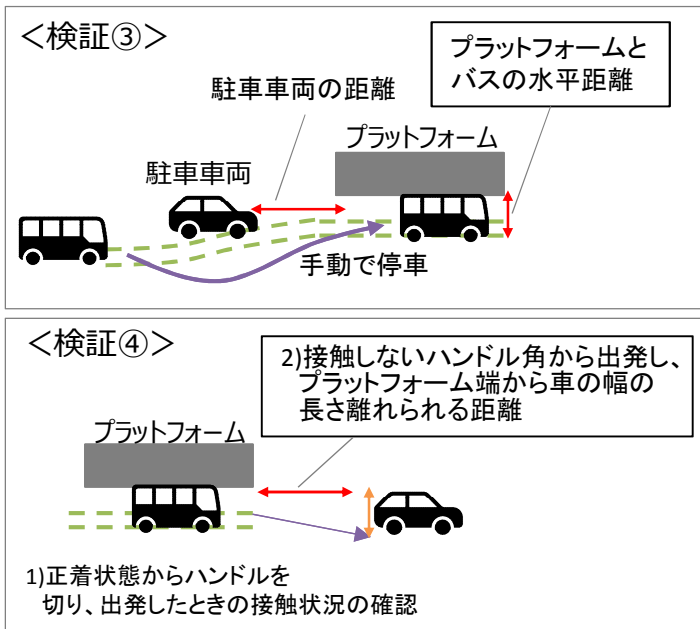 ＜検証③＞
プラットフォームと
バスの水平距離
駐車車両の距離
プラットフォーム
駐車車両
手動で停車
＜検証④＞
2)接触しないハンドル角から出発し、
プラットフォーム端から車の幅の
長さ離れられる距離
プラットフォーム
1)正着状態からハンドルを
切り、出発したときの接触状況の確認